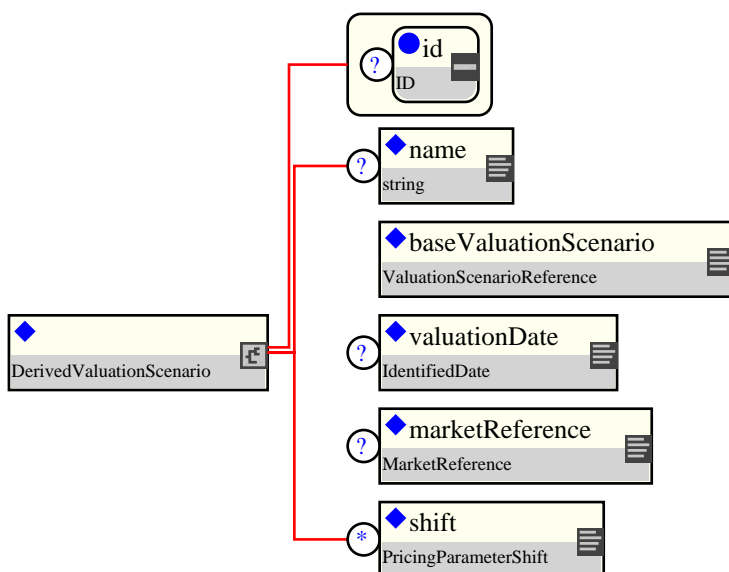 ? id
ID
? name
string
baseValuationScenario
ValuationScenarioReference
DerivedValuationScenario
? valuationDate
IdentifiedDate
? marketReference
MarketReference
* shift
PricingParameterShift